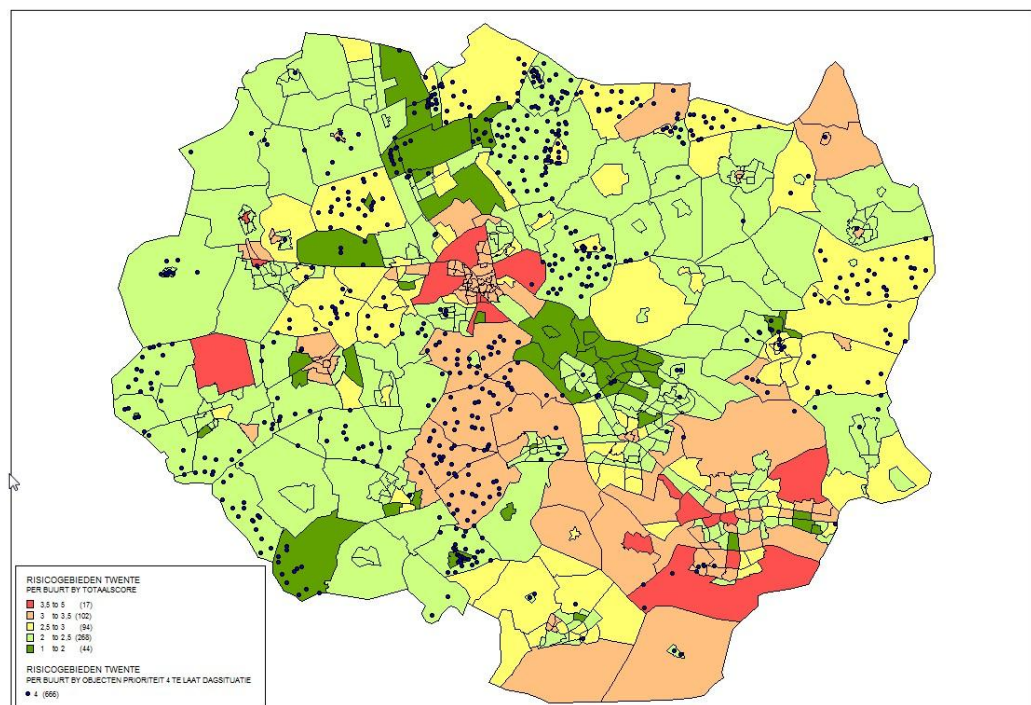 RISICOGEBIEDEN TWENTE
PER BUURT BY TOTAALSCORE
3,5 to 5 (17)
3 to 3,5 (102)
2,5 to 3 (94)
2 to 2,5 (268)
1 to 2 (44)
RISICOGEBIEDEN TWENTE
PER BUURT BY OBJECTEN PRIORITEIT 4 TE LAAT DAGSITUATIE
4 (666)